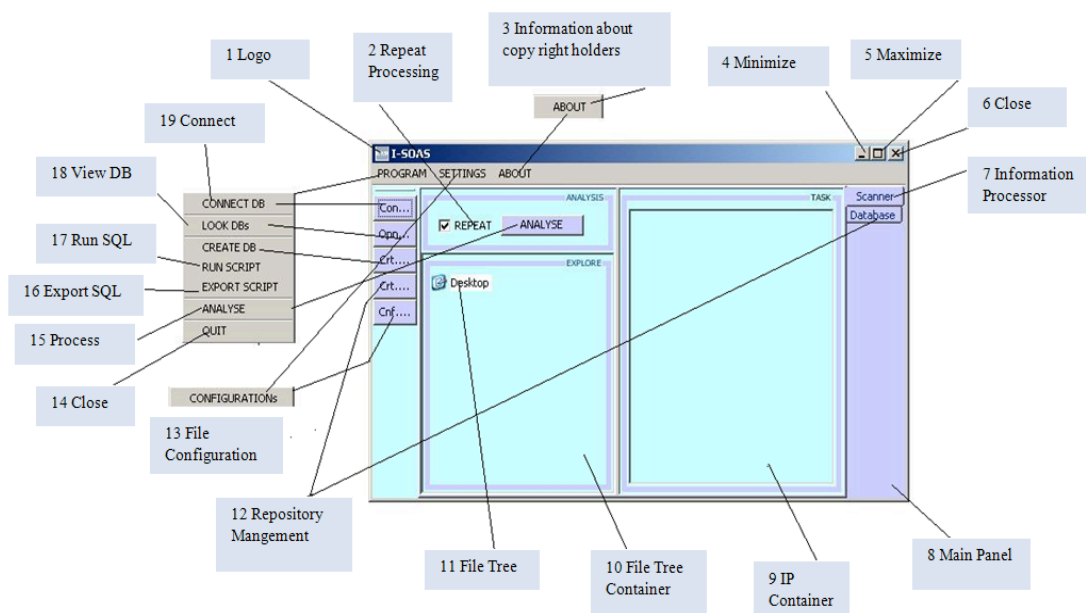 3 Information about
copy right holders
1 Logo
2 Repeat
Processing
4 Minimize
5 Maximize
6 Close
ABOUT
19 Connect
I-SOAS
PROGRAM SETTINGS ABOUT
18 View DB
7 Information
Processor
CONNECT DB
LOOK DBs
CREATE DB
RUN SCRIPT
EXPORT SCRIPT
ANALYSE
QUIT
Con...
Opn...
Crt....
Crt....
Cnf....
ANALYSIS
REPEAT
ANALYSE
EXPLORE
Desktop
TASK
Scanner
Database
17 Run SQL
16 Export SQL
15 Process
14 Close
CONFIGURATIONs
13 File
Configuration
12 Repository
Mangement
11 File Tree
10 File Tree
Container
9 IP
Container
8 Main Panel